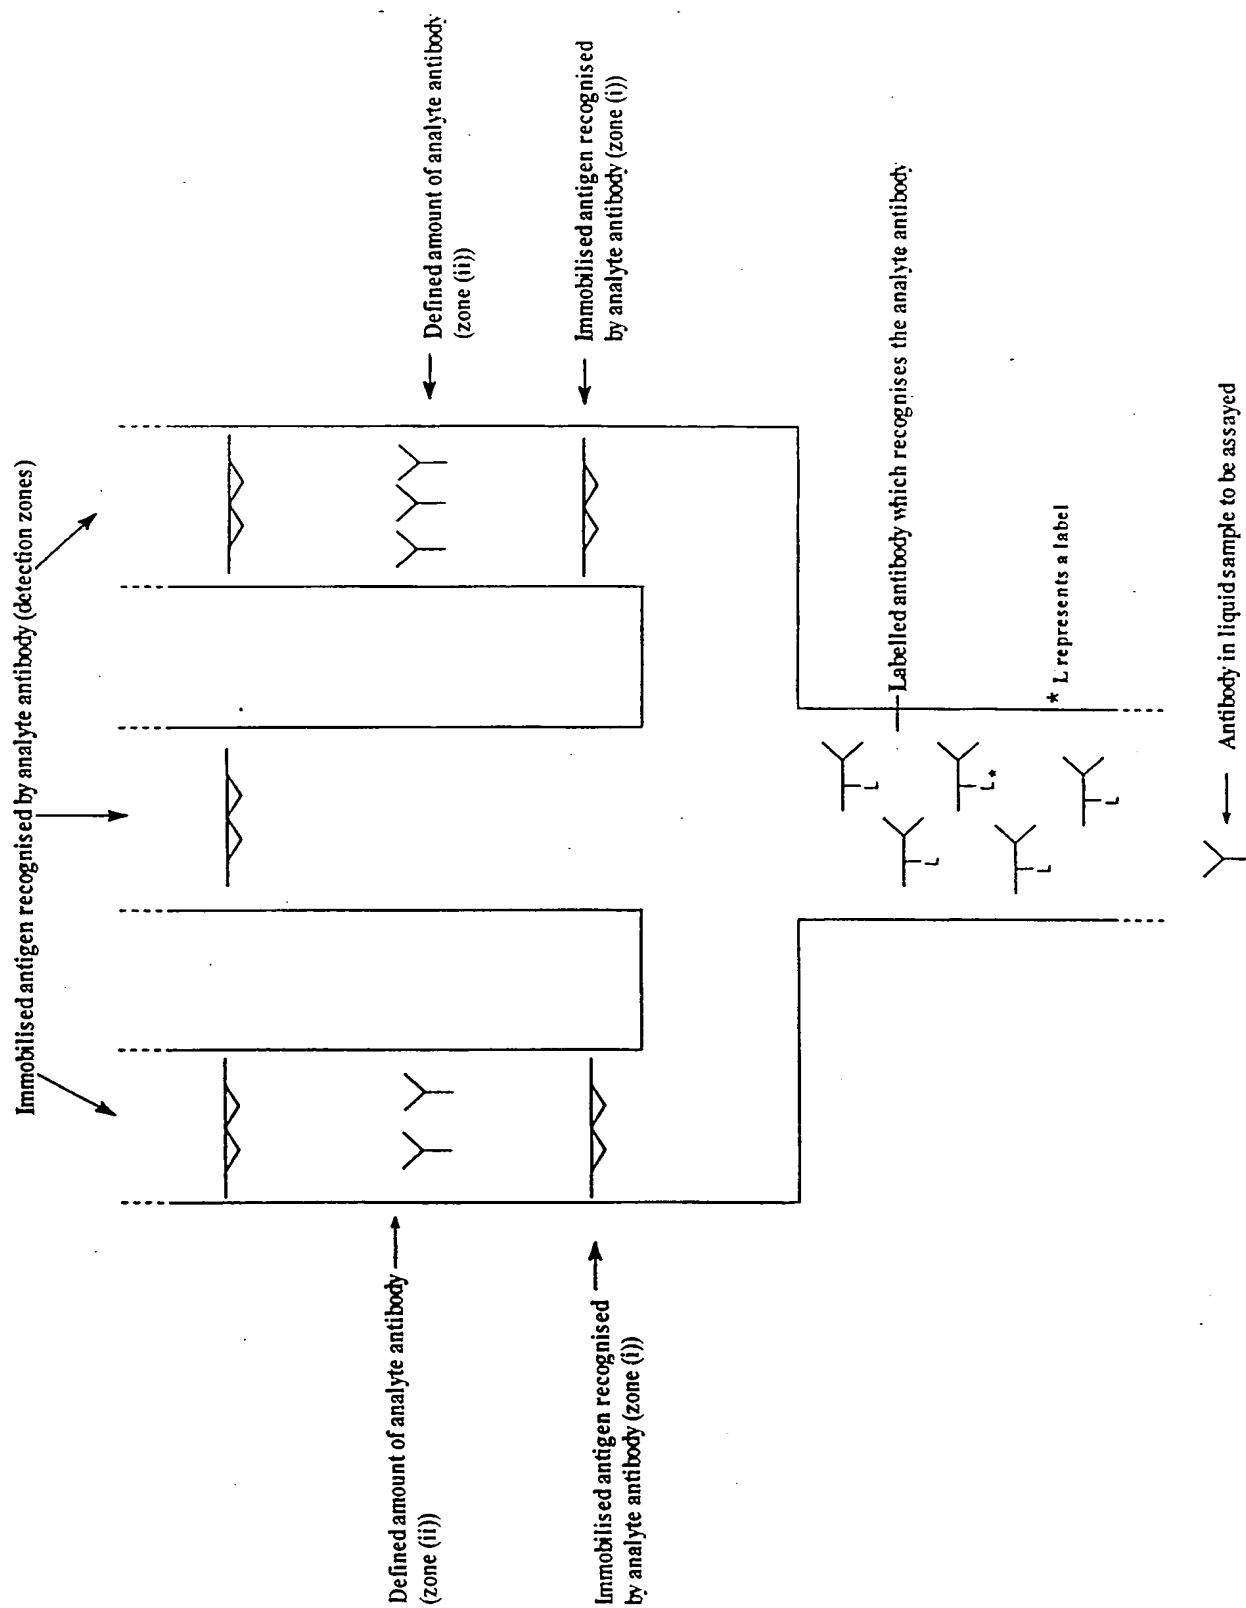 Immobilised antigen recognised by analyte antibody (detection zones)
Defined amount of analyte antibody
(zone (ii))
Defined amount of analyte antibody
(zone (ii))
Immobilised antigen recognised
by analyte antibody (zone (i))
Immobilised antigen recognised
by analyte antibody (zone (i))
Labelled antibody which recognises the analyte antibody
L
L
L*
L
L
* L represents a label
Antibody in liquid sample to be assayed